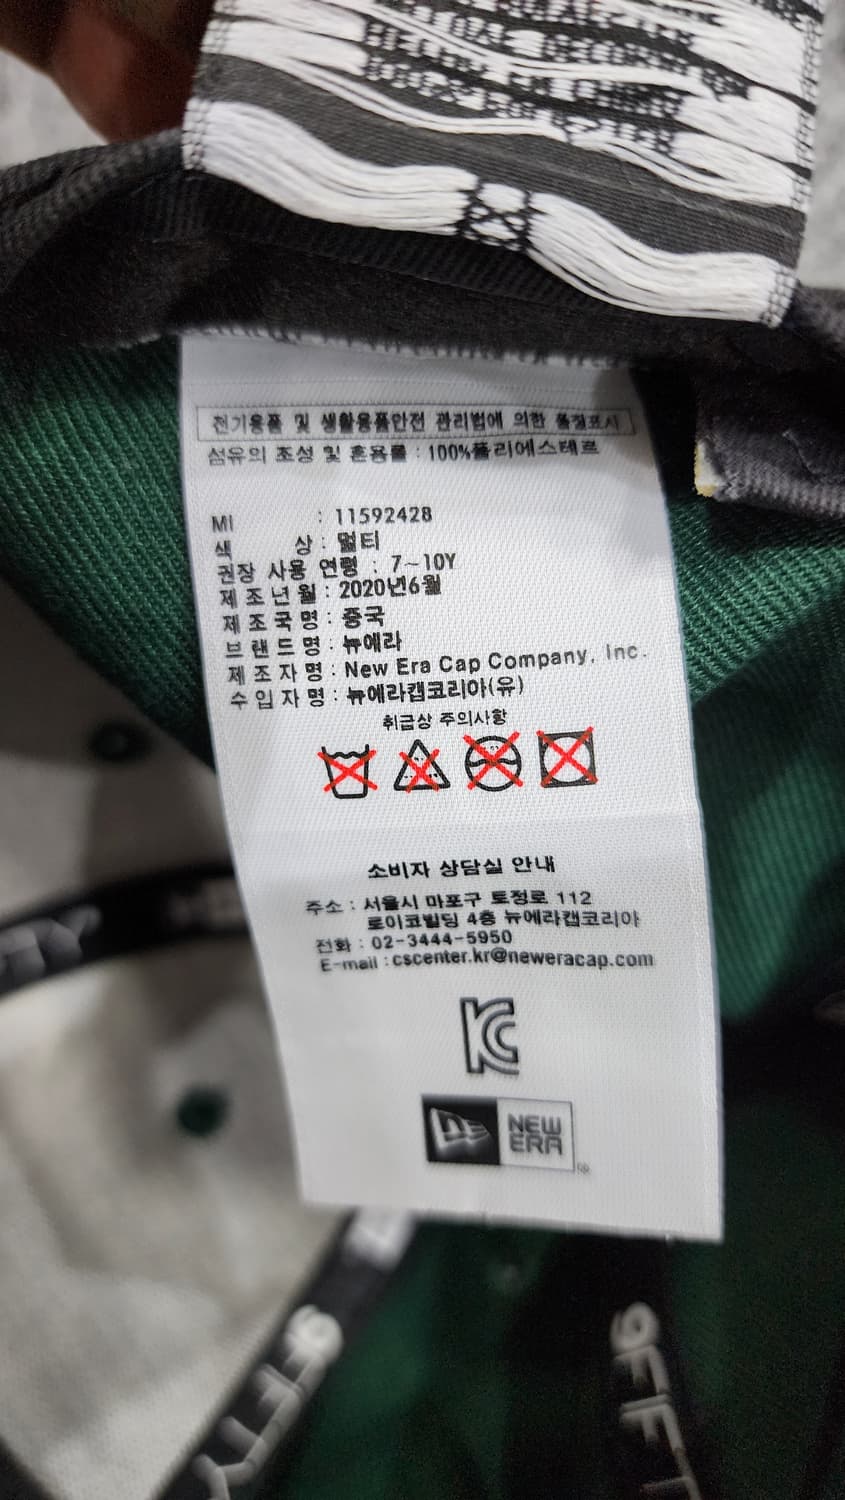 전기용품 및 생활용품안전 관리법에 의한 품질표시
섬유의 조성 및 혼용률 : 100%폴리에스테르
MI : 11592428
색 상 : 멀티
권장 사용 연령 : 7~10Y
제조년월 : 2020년6월
제조국명 : 중국
브랜드명 : 뉴에라
제조자명 : New Era Cap Company, Inc.
수입자명 : 뉴에라캡코리아(유)
취급상 주의사항
소비자 상담실 안내
주소 : 서울시 마포구 토정로 112
로이코빌딩 4층 뉴에라캡코리아
전화 : 02-3444-5950
E-mail : cscenter.kr@neweracap.com
KC
NEW
ERA
9FIFTY
9FIFTY